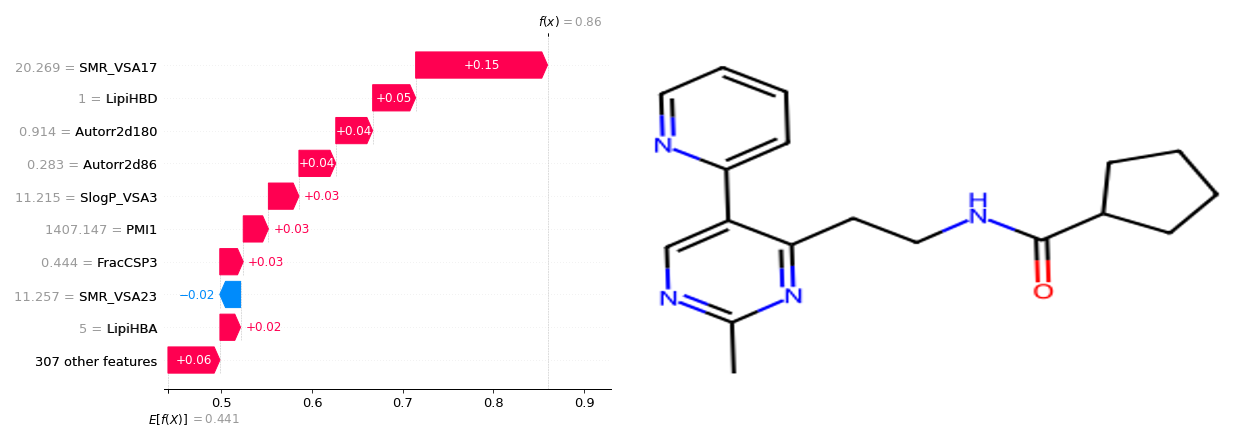 f(x) = 0.86
20.269 = SMR_VSA17 +0.15
1 = LipiHBD +0.05
0.914 = Autorr2d180 +0.04
0.283 = Autorr2d86 +0.04
11.215 = SlogP_VSA3 +0.03
1407.147 = PMI1 +0.03
0.444 = FracCSP3 +0.03
11.257 = SMR_VSA23 −0.02
5 = LipiHBA +0.02
307 other features +0.06
0.5 0.6 0.7 0.8 0.9
E[f(X)] = 0.441
N
H
N
N
N
O